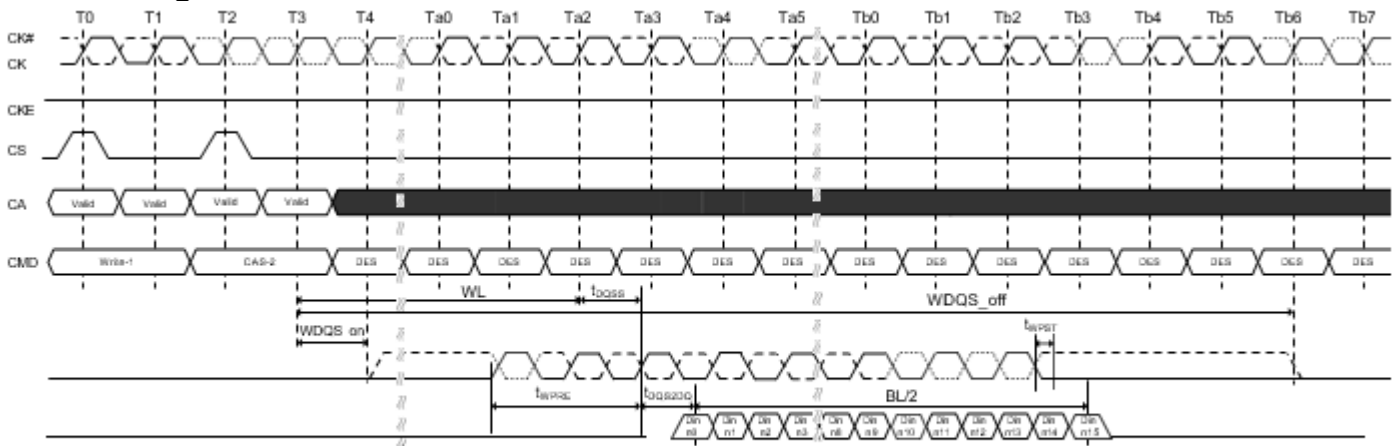 T0 T1 T2 T3 T4 Ta0 Ta1 Ta2 Ta3 Ta4 Ta5 Tb0 Tb1 Tb2 Tb3 Tb4 Tb5 Tb6 Tb7
CK#
CK
CKE
CS
CA Valid Valid Valid Valid
CMD Write-1 CAS-2 DES DES DES DES DES DES DES DES DES DES DES DES DES DES DES
WL tDQSS
WDQS_off
WDQS_on
tWPST
tWPRE tDQS2DQ BL/2
Din n0 Din n1 Din n2 Din n3 Din n8 Din n9 Din n10 Din n11 Din n12 Din n13 Din n14 Din n15